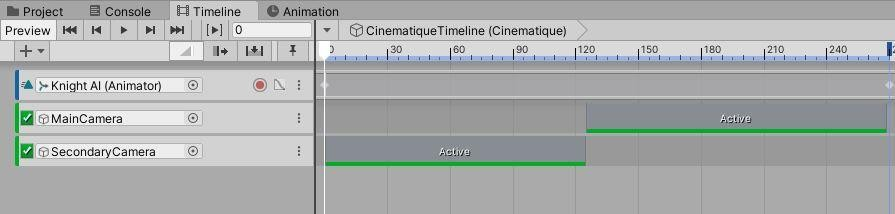 Project Console Timeline Animation
Preview 0 CinematiqueTimeline (Cinematique)
0 30 60 90 120 150 180 210 240
Knight AI (Animator)
MainCamera Active
SecondaryCamera Active